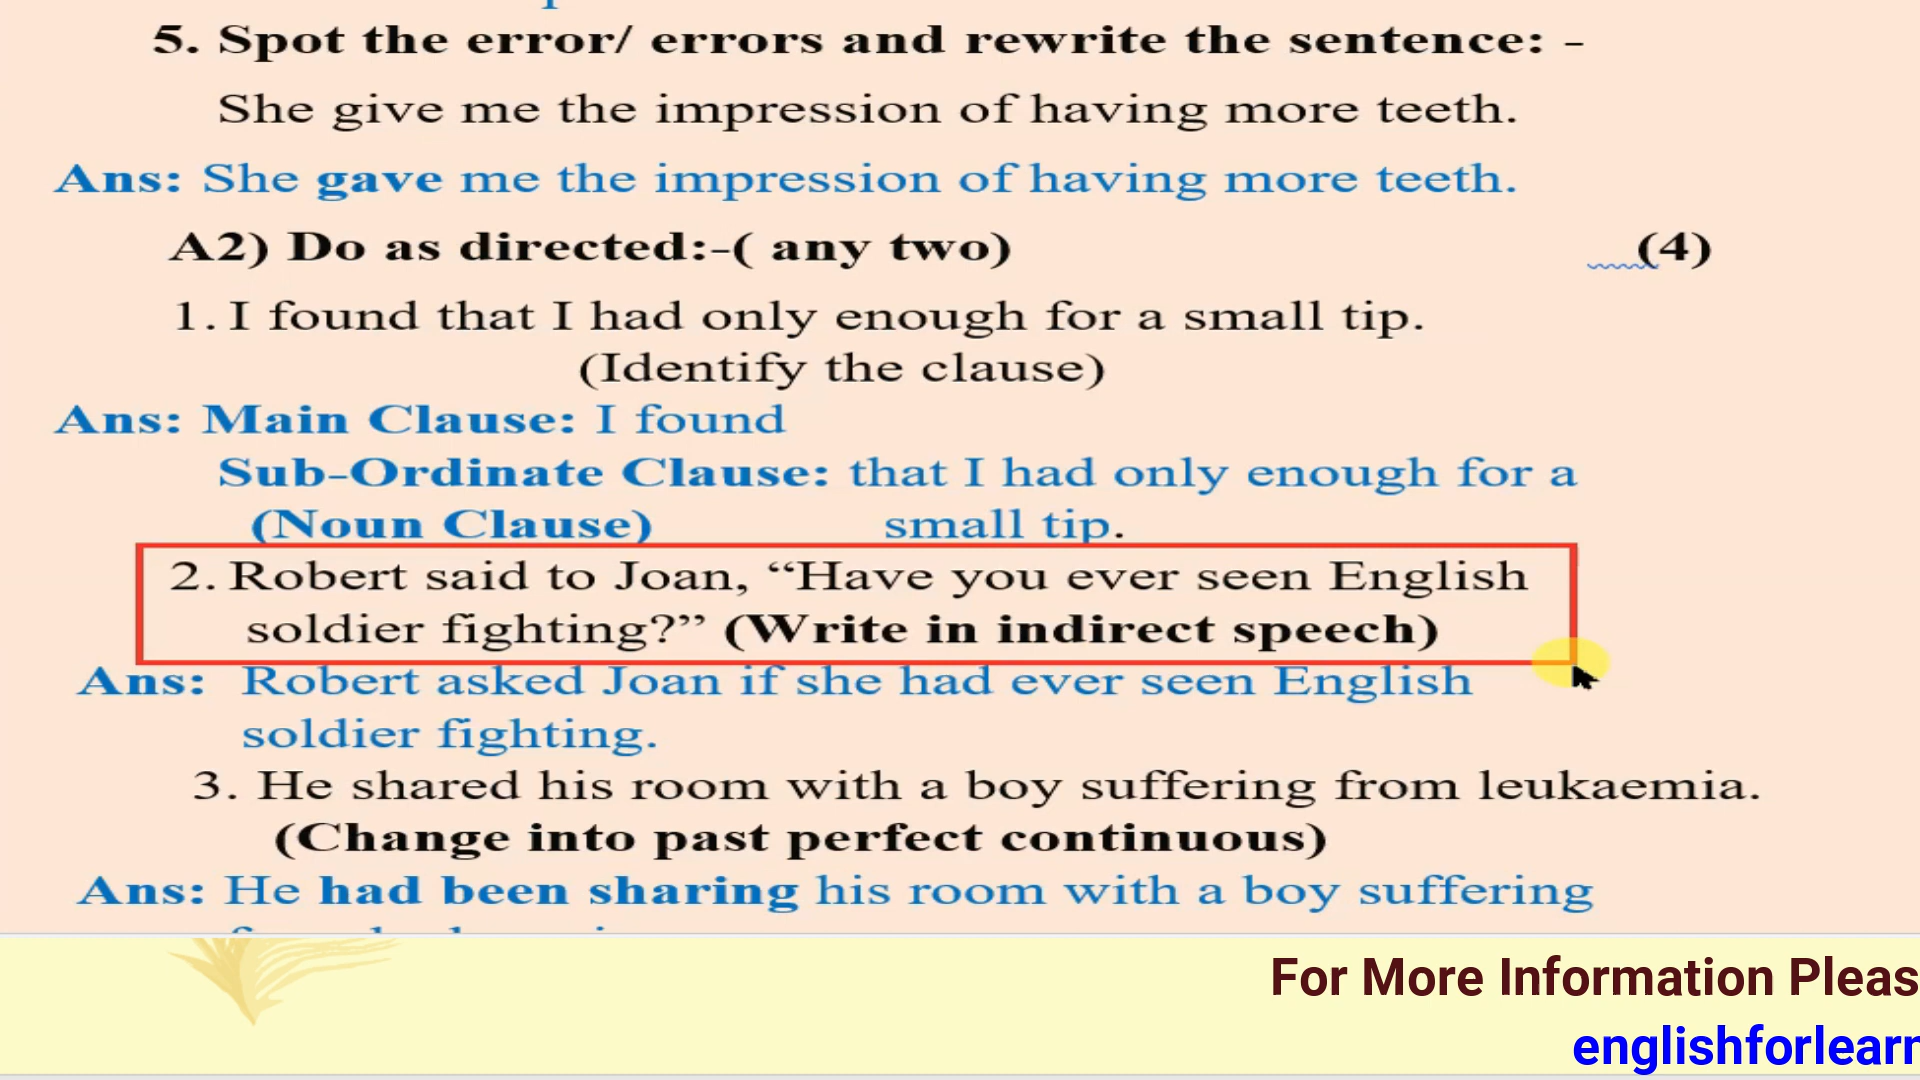 5. Spot the error/ errors and rewrite the sentence: -
She give me the impression of having more teeth.
Ans: She gave me the impression of having more teeth.
A2) Do as directed:-( any two) (4)
1. I found that I had only enough for a small tip.
(Identify the clause)
Ans: Main Clause: I found
Sub-Ordinate Clause: that I had only enough for a
(Noun Clause) small tip.
2. Robert said to Joan, “Have you ever seen English
soldier fighting?” (Write in indirect speech)
Ans: Robert asked Joan if she had ever seen English
soldier fighting.
3. He shared his room with a boy suffering from leukaemia.
(Change into past perfect continuous)
Ans: He had been sharing his room with a boy suffering
For More Information Pleas
englishforlearn